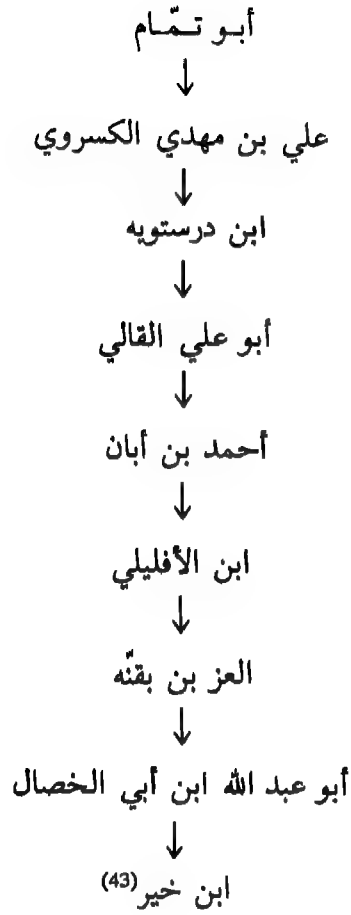 أبو تمّام
↓
علي بن مهدي الكسروي
↓
ابن درستويه
↓
أبو علي القالي
↓
أحمد بن أبان
↓
ابن الأفليلي
↓
العز بن بقنّه
↓
أبو عبد الله ابن أبي الخصال
↓
ابن خير(43)